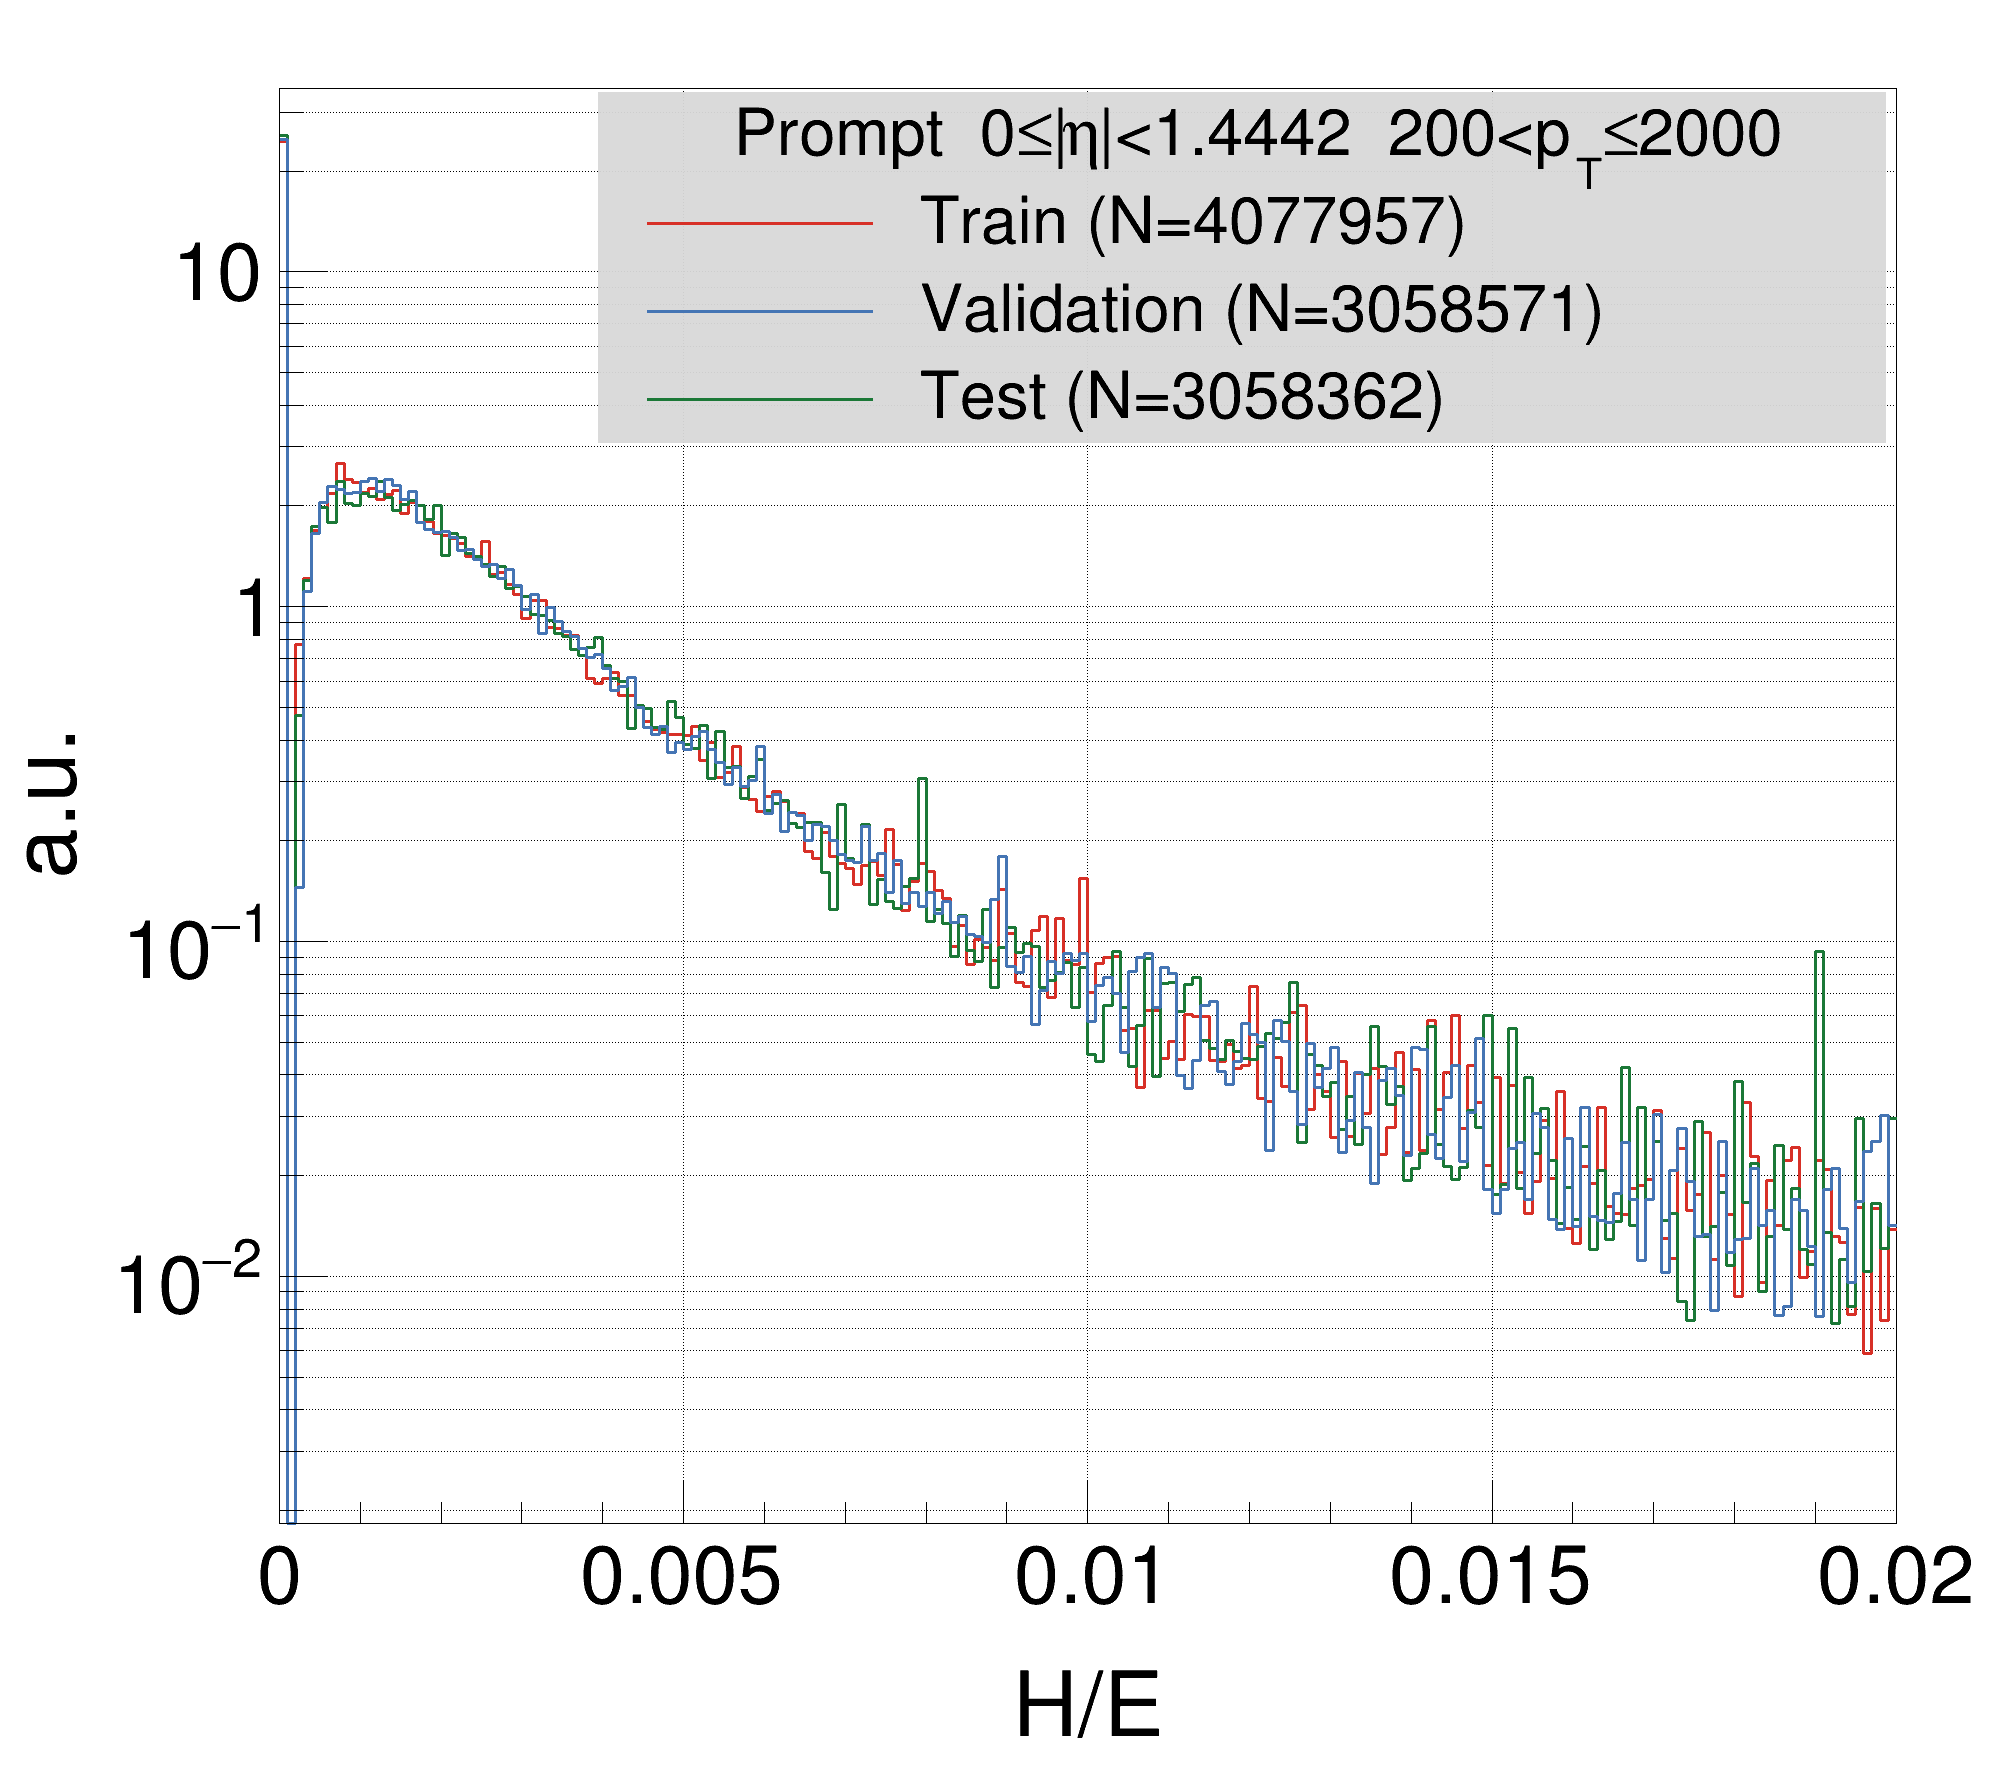 Prompt 0≤|η|<1.4442 200<p_T≤2000
Train (N=4077957)
Validation (N=3058571)
Test (N=3058362)
10
1
10⁻¹
10⁻²
a.u.
0 0.005 0.01 0.015 0.02
H/E